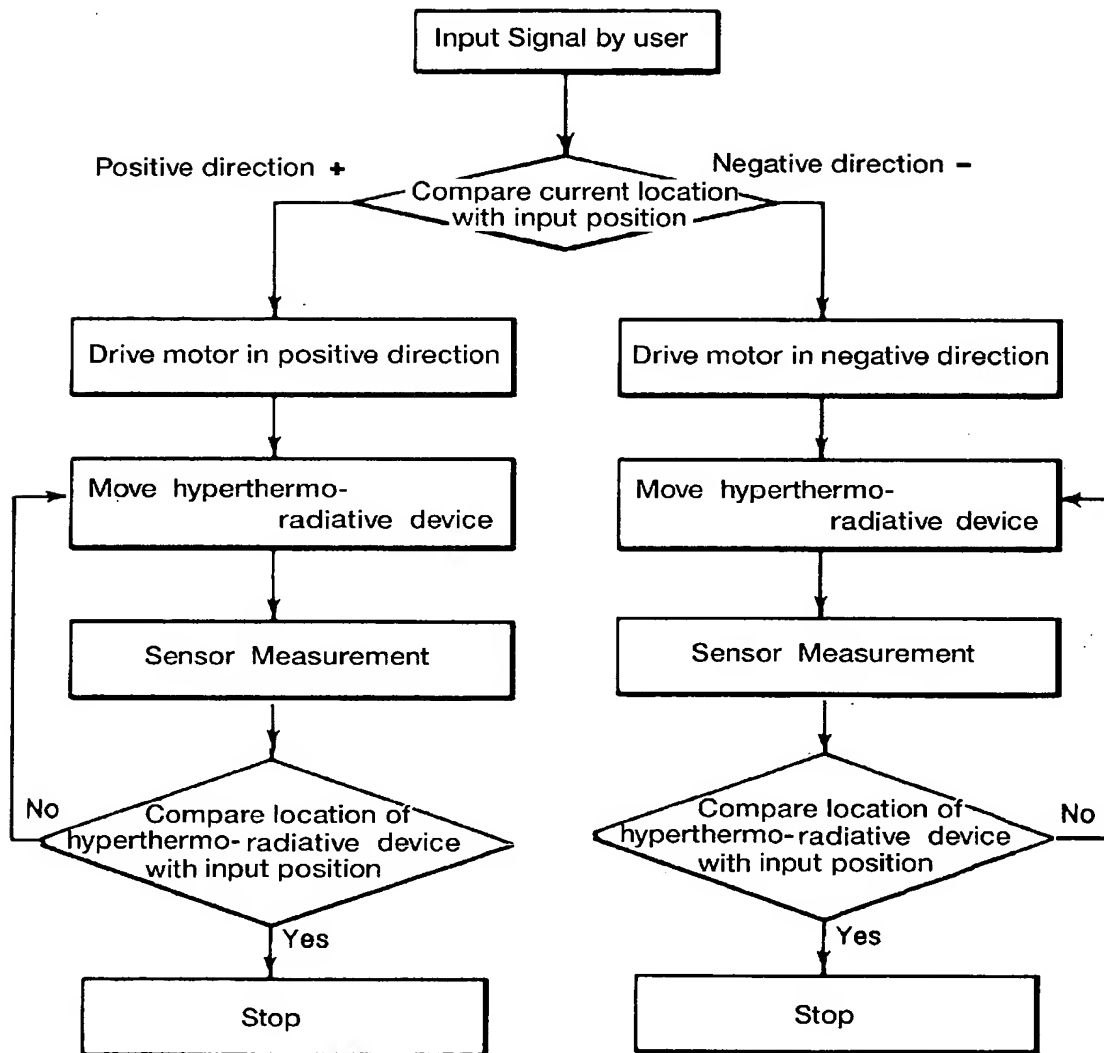 Input Signal by user
Positive direction +
Negative direction −
Compare current location
with input position
Drive motor in positive direction
Drive motor in negative direction
Move hyperthermo-
radiative device
Move hyperthermo-
radiative device
Sensor Measurement
Sensor Measurement
No
Compare location of
hyperthermo-radiative device
with input position
Compare location of
hyperthermo-radiative device
with input position
No
Yes
Yes
Stop
Stop